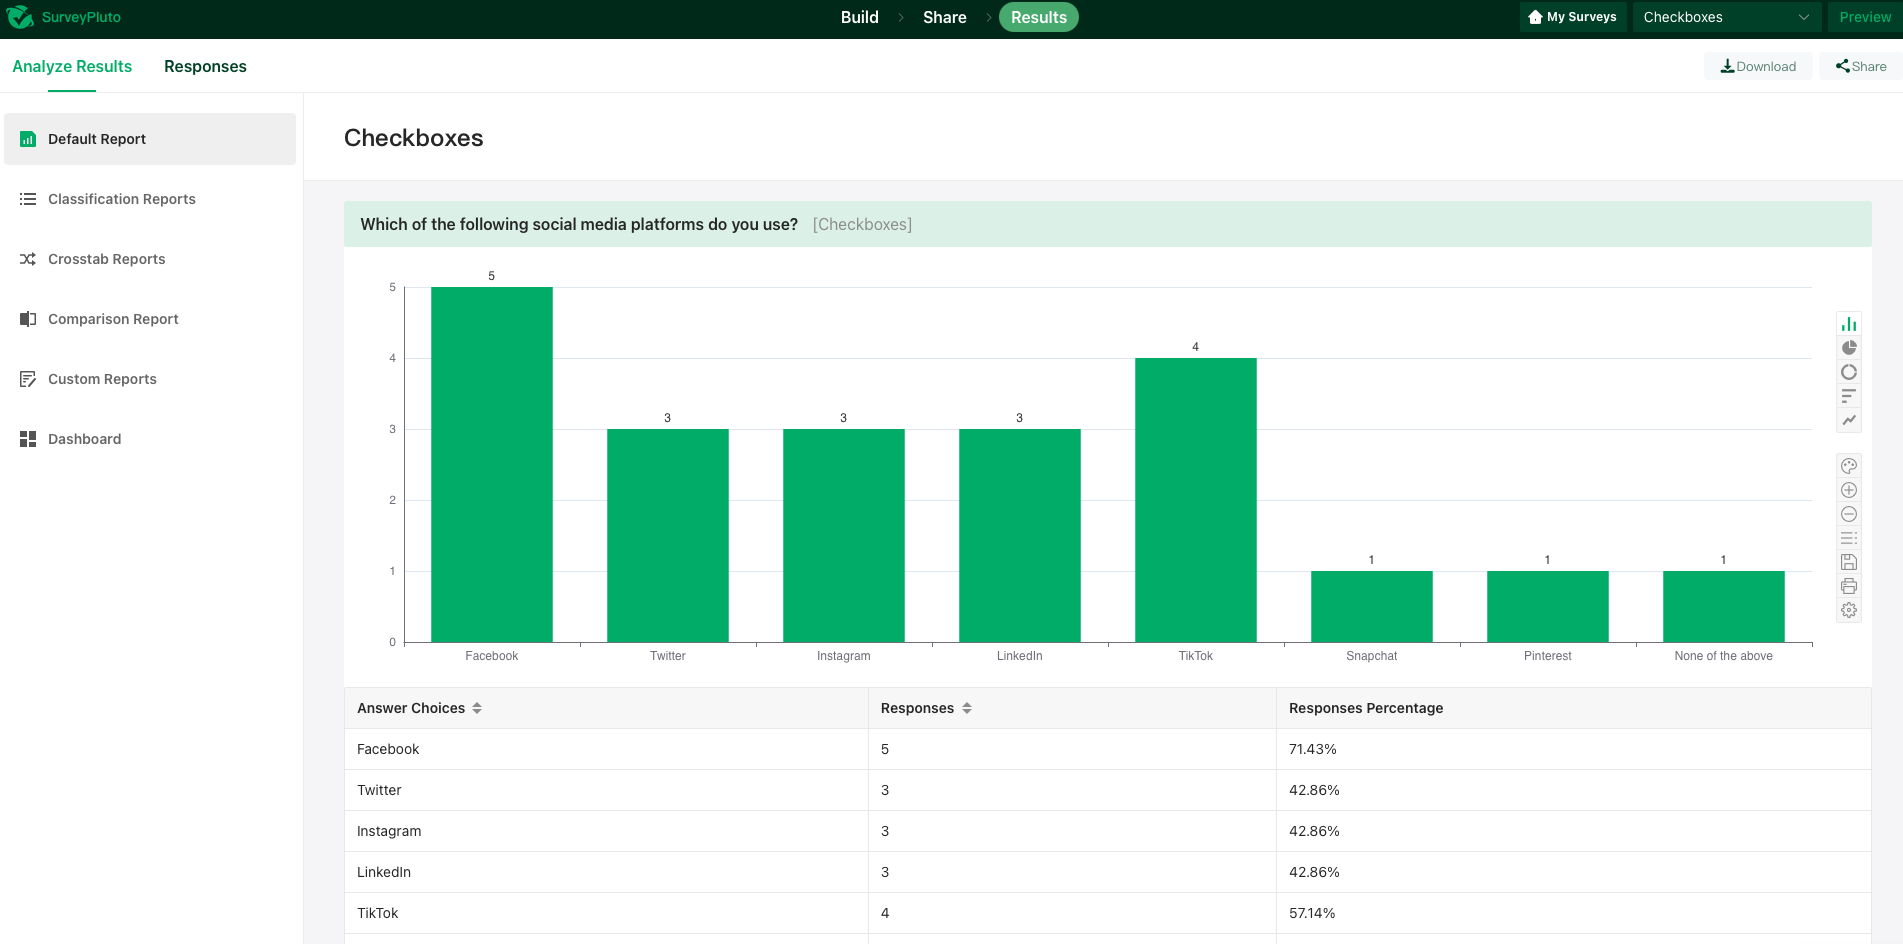 SurveyPluto
Build
Share
Results
My Surveys
Checkboxes
Preview
Analyze Results
Responses
Download
Share
Default Report
Classification Reports
Crosstab Reports
Comparison Report
Custom Reports
Dashboard
Checkboxes
Which of the following social media platforms do you use? [Checkboxes]
5
4
3
2
1
0
5
3
3
3
4
1
1
1
Facebook
Twitter
Instagram
LinkedIn
TikTok
Snapchat
Pinterest
None of the above
Answer Choices Responses Responses Percentage
Facebook 5 71.43%
Twitter 3 42.86%
Instagram 3 42.86%
LinkedIn 3 42.86%
TikTok 4 57.14%